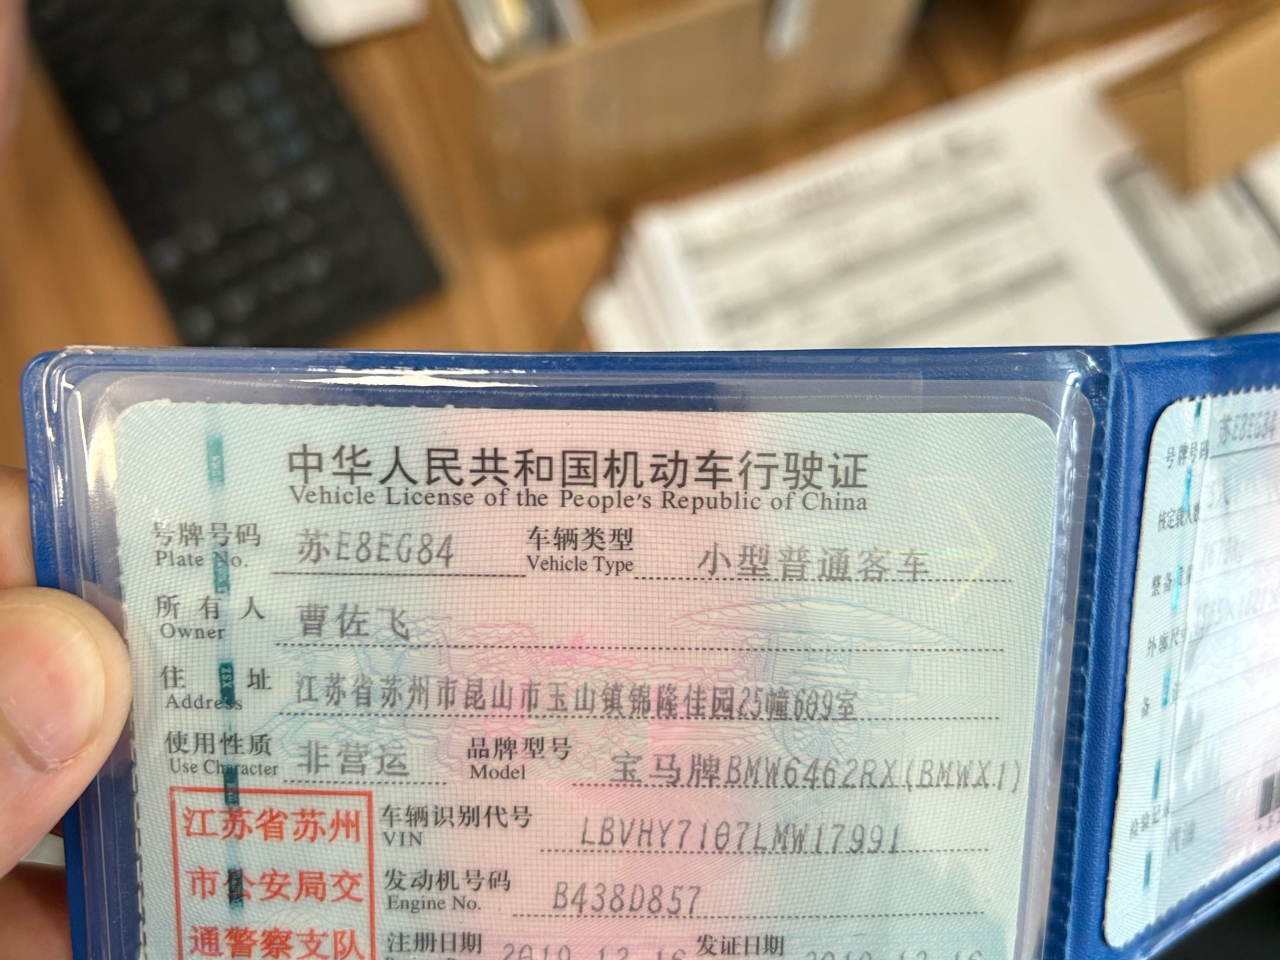 中华人民共和国机动车行驶证
Vehicle License of the People's Republic of China
号牌号码 苏E8EG84 车辆类型 小型普通客车
Plate No. Vehicle Type
所有人 曹佐飞
Owner
住址 江苏省苏州市昆山市玉山镇锦隆佳园25幢609室
Address
使用性质 非营运 品牌型号 宝马牌BMW6462RX(BMWX1)
Use Character Model
江苏省苏州
市公安局交
通警察支队
车辆识别代号 LBVHY7107LMW17991
VIN
发动机号码 B438D857
Engine No.
注册日期 2019-12-16 发证日期 2019-12-16
号牌号码 苏E8EG84